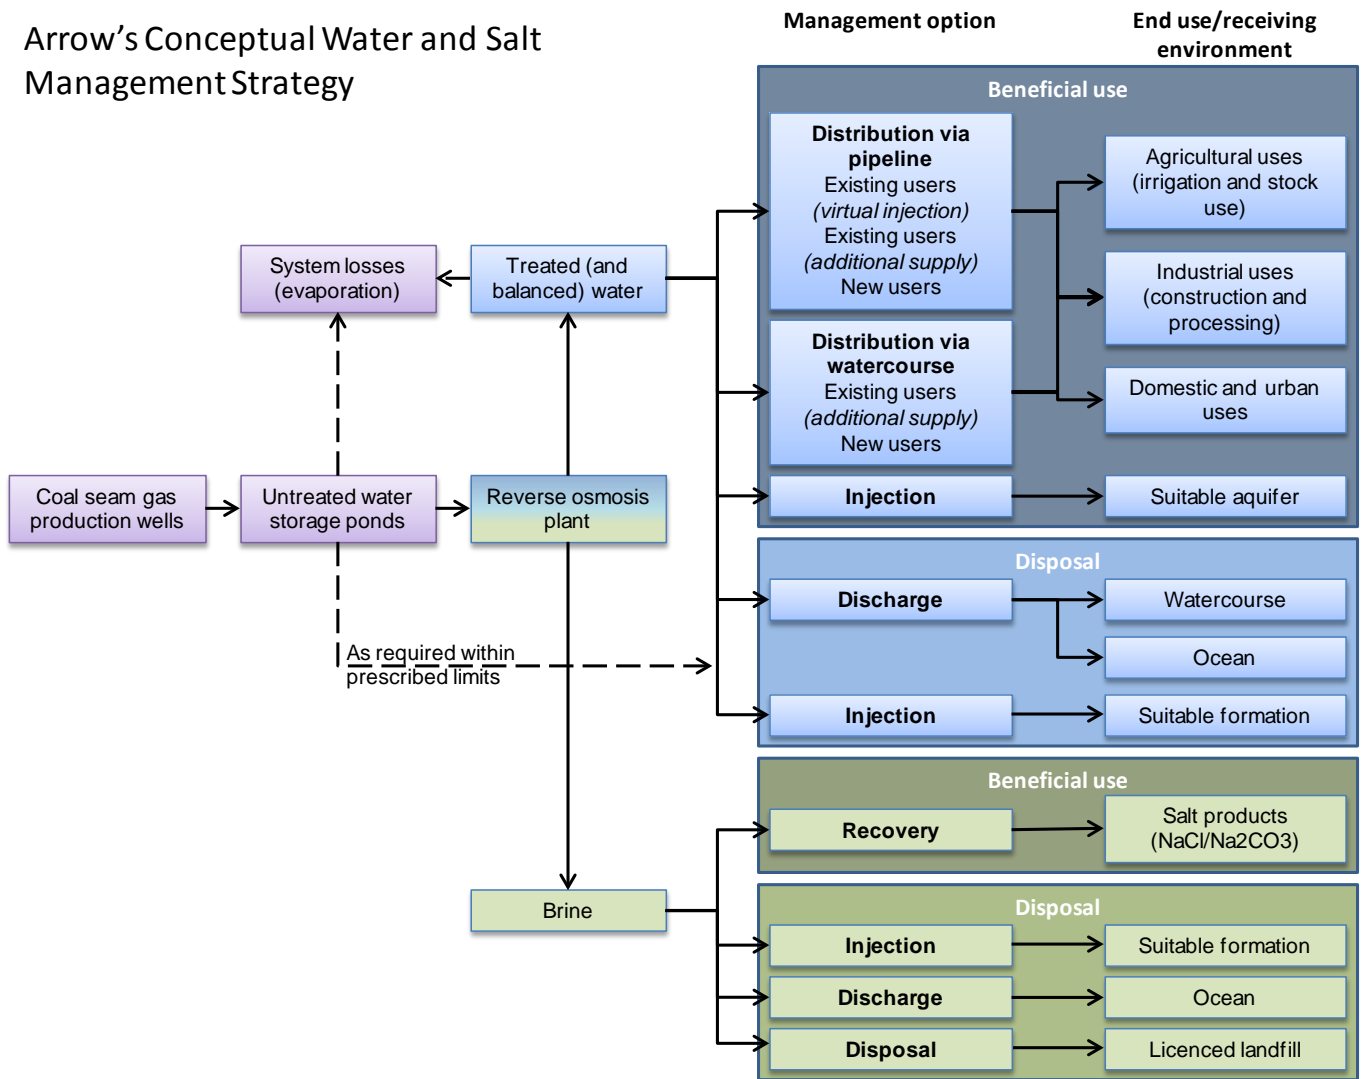 Arrow's Conceptual Water and Salt
Management Strategy
Management option
End use/receiving
environment
Beneficial use
Distribution via
pipeline
Existing users
(virtual injection)
Existing users
(additional supply)
New users
Agricultural uses
(irrigation and stock
use)
System losses
(evaporation)
Treated (and
balanced) water
Industrial uses
(construction and
processing)
Distribution via
watercourse
Existing users
(additional supply)
New users
Domestic and urban
uses
Coal seam gas
production wells
Untreated water
storage ponds
Reverse osmosis
plant
Injection
Suitable aquifer
Disposal
Discharge
Watercourse
Ocean
As required within
prescribed limits
Injection
Suitable formation
Beneficial use
Recovery
Salt products
(NaCl/Na2CO3)
Brine
Disposal
Injection
Suitable formation
Discharge
Ocean
Disposal
Licenced landfill